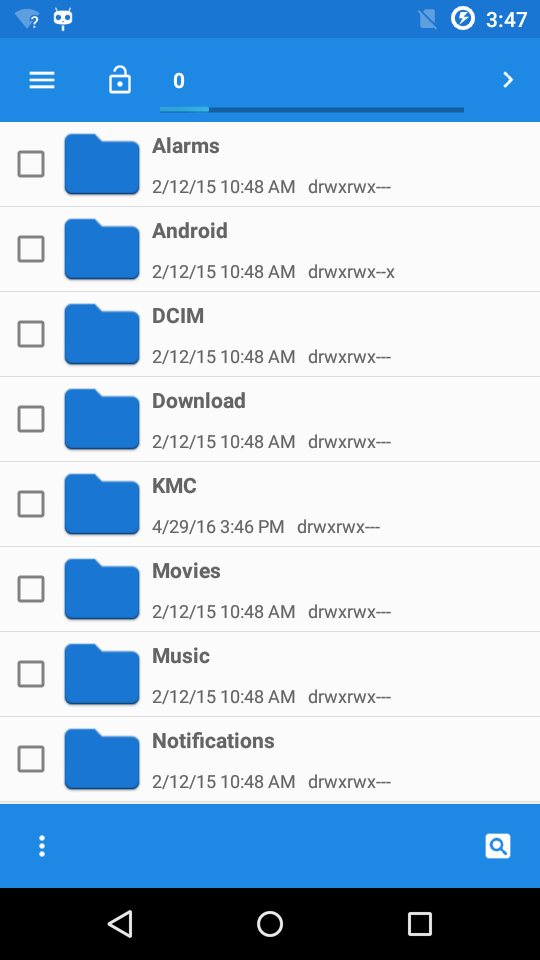 3:47
0
Alarms
2/12/15 10:48 AM drwxrwx---
Android
2/12/15 10:48 AM drwxrwx--x
DCIM
2/12/15 10:48 AM drwxrwx---
Download
2/12/15 10:48 AM drwxrwx---
KMC
4/29/16 3:46 PM drwxrwx---
Movies
2/12/15 10:48 AM drwxrwx---
Music
2/12/15 10:48 AM drwxrwx---
Notifications
2/12/15 10:48 AM drwxrwx---